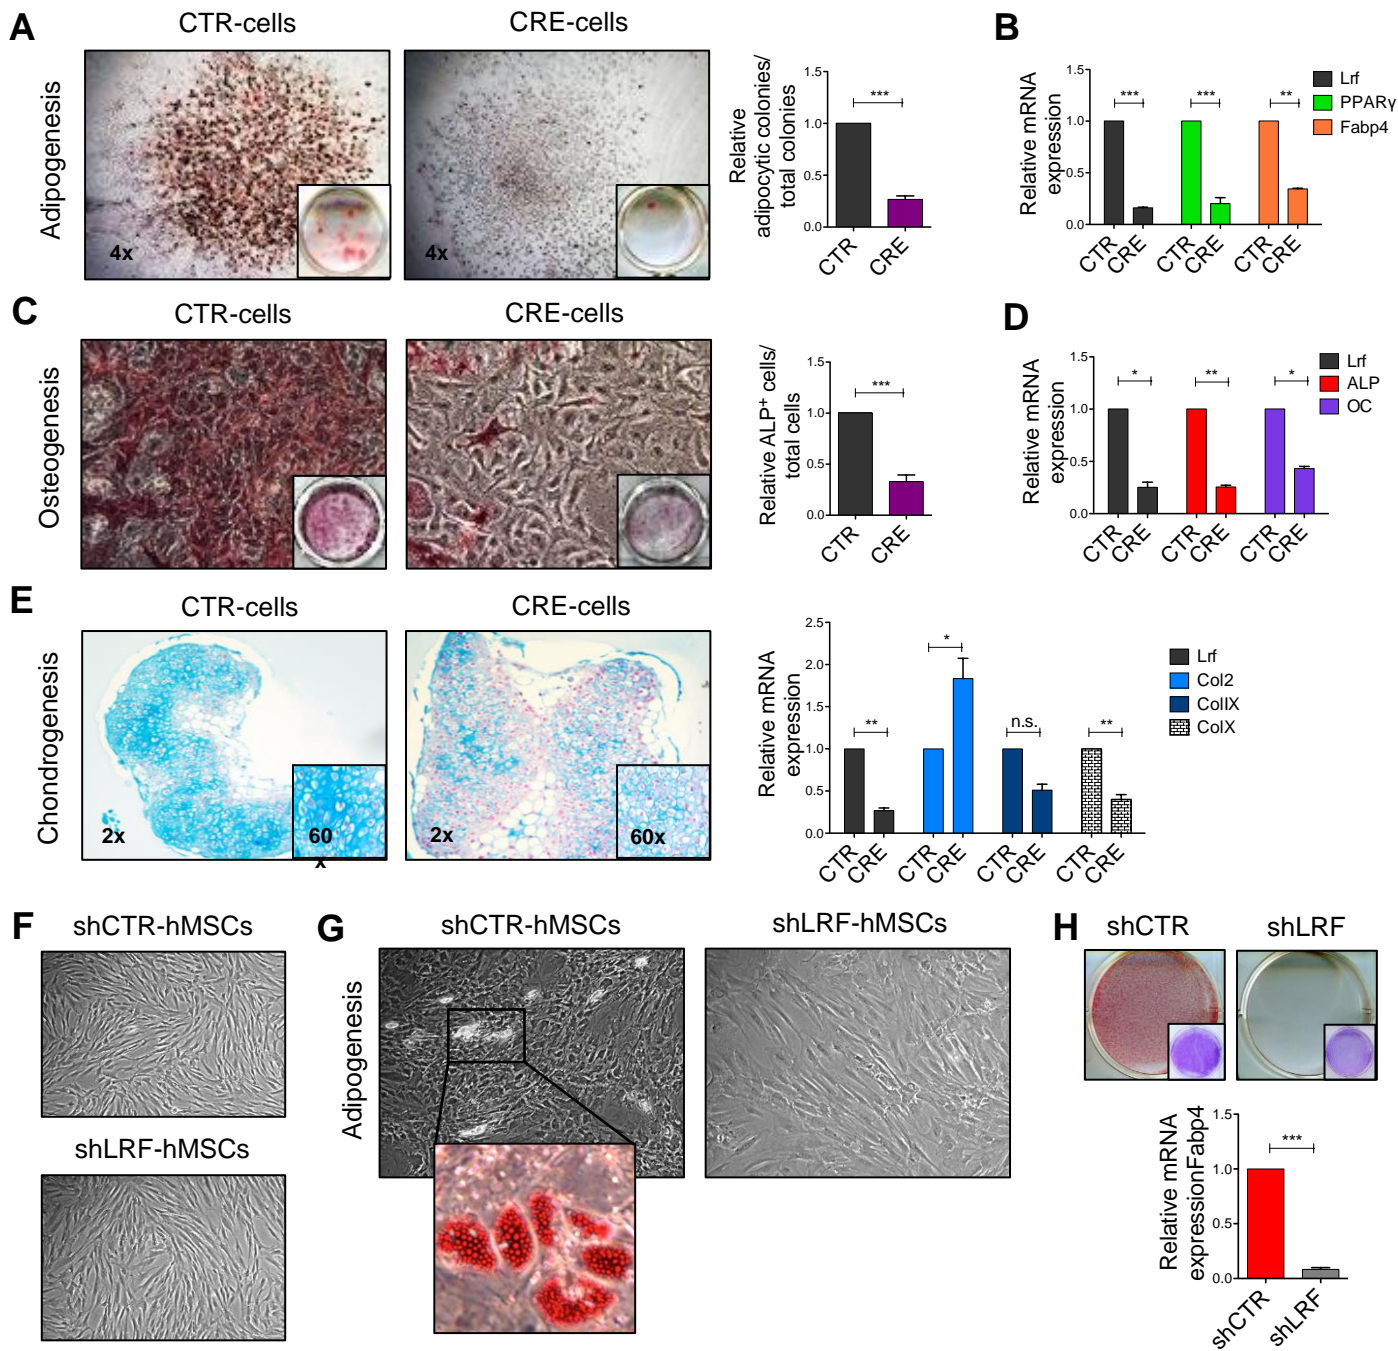 A
CTR-cells
CRE-cells
Adipogenesis
4x
4x
Relative
adipocytic colonies/
total colonies
1.5
1.0
0.5
0.0
***
CTR
CRE
B
Relative mRNA
expression
1.5
1.0
0.5
0.0
***
***
**
CTR
CRE
CTR
CRE
CTR
CRE
Lrf
PPARγ
Fabp4
C
CTR-cells
CRE-cells
Osteogenesis
Relative ALP+ cells/
total cells
1.5
1.0
0.5
0.0
***
CTR
CRE
D
Relative mRNA
expression
1.5
1.0
0.5
0.0
*
**
*
CTR
CRE
CTR
CRE
CTR
CRE
Lrf
ALP
OC
E
CTR-cells
CRE-cells
Chondrogenesis
2x
60
x
2x
60x
Relative mRNA
expression
2.5
2.0
1.5
1.0
0.5
0.0
**
*
n.s.
**
CTR
CRE
CTR
CRE
CTR
CRE
CTR
CRE
Lrf
Col2
ColIX
ColX
F
shCTR-hMSCs
shLRF-hMSCs
G
shCTR-hMSCs
shLRF-hMSCs
Adipogenesis
H
shCTR
shLRF
Relative mRNA
expressionFabp4
1.5
1.0
0.5
0.0
***
shCTR
shLRF